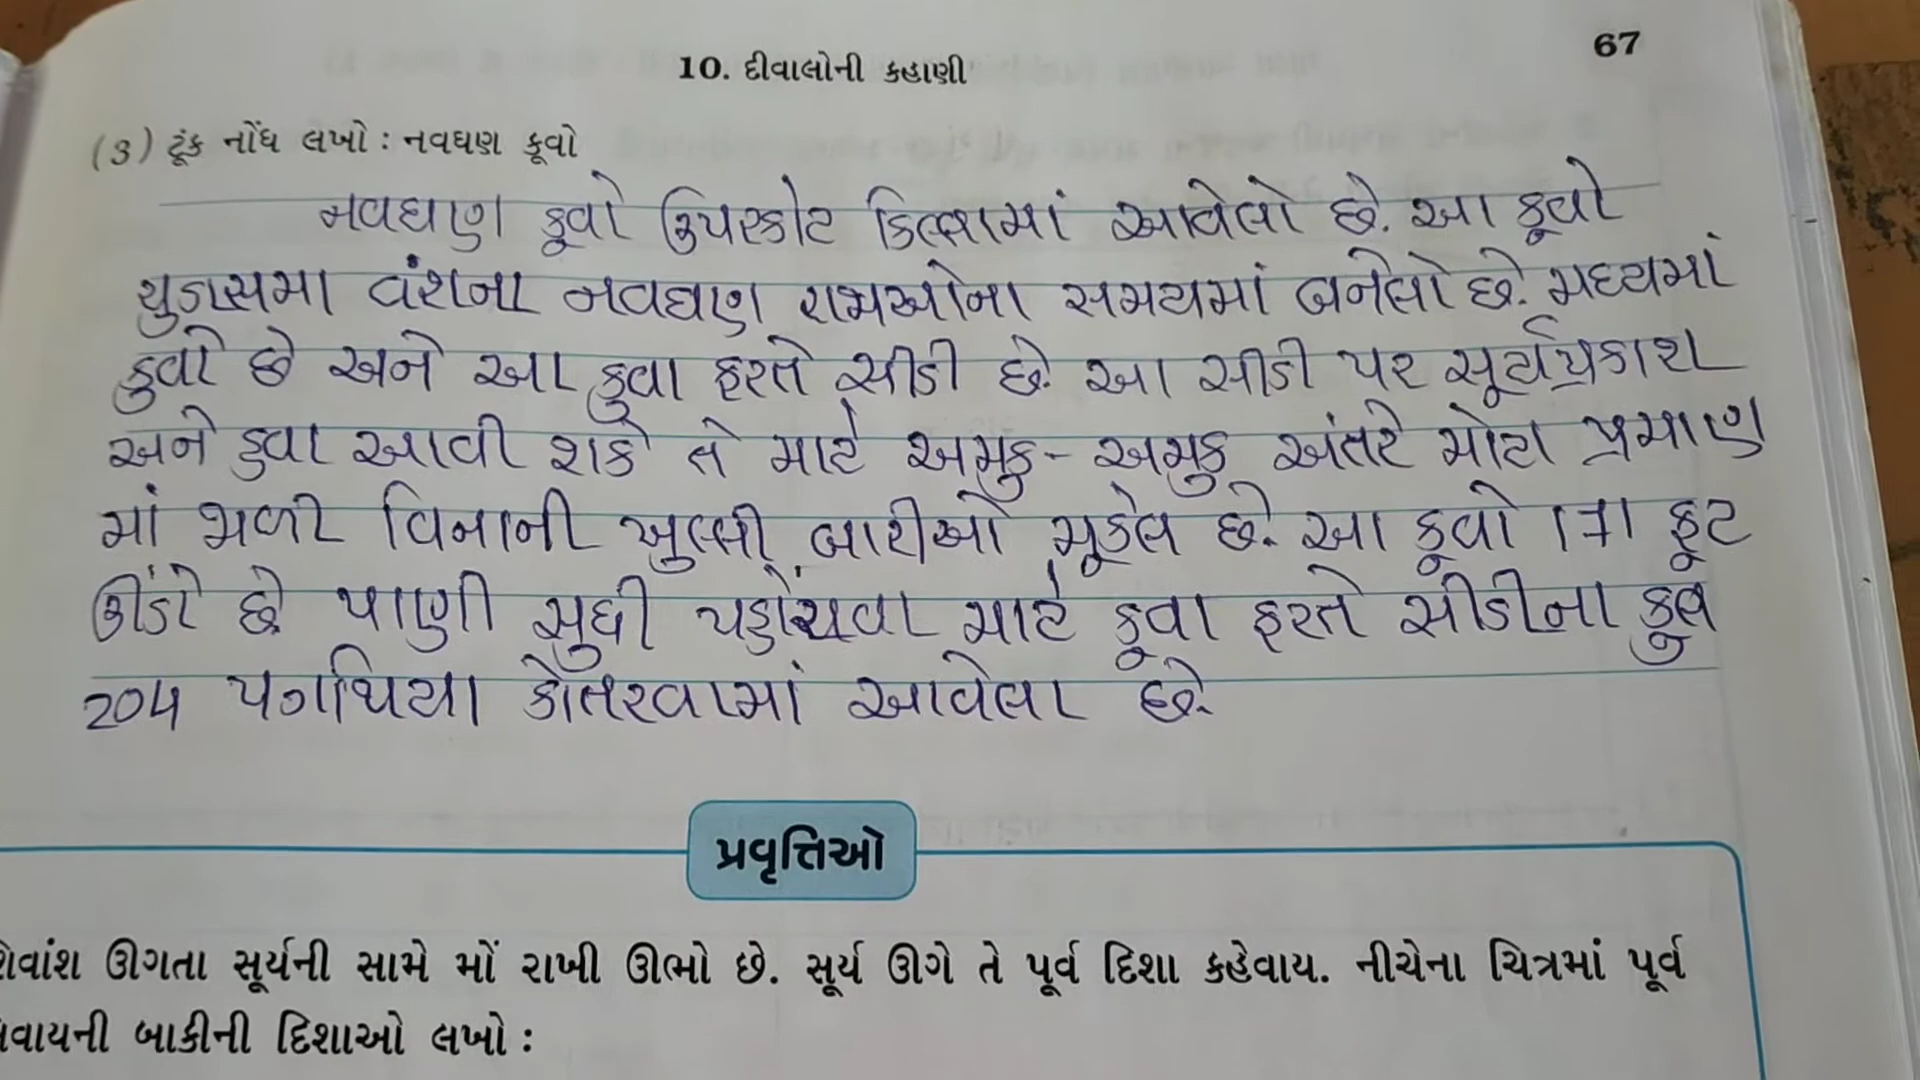 67
10. દીવાલોની કહાણી
(3) ટૂંક નોંધ લખો : નવઘણ કૂવો
નવઘણ કૂવો ઉપરકોટ કિલ્લામાં આવેલો છે. આ કૂવો
ચુડાસમા વંશના નવઘણ રાજાઓના સમયમાં બનેલો છે. મધ્યમાં
કુવો છે અને આ કુવા ફરતે સીડી છે. આ સીડી પર સૂર્યપ્રકાશ
અને હવા આવી શકે તે માટે અમુક - અમુક અંતરે મોટા પ્રમાણ
માં જાળી વિનાની ખુલ્લી બારીઓ મૂકેલ છે. આ કૂવો 171 ફૂટ
ઊંડો છે પાણી સુધી પહોંચવા માટે કૂવા ફરતે સીડીના કુલ
204 પગથિયા કોતરવામાં આવેલા છે.
પ્રવૃત્તિઓ
ઊગતા સૂર્યની સામે મોં રાખી ઊભો છે. સૂર્ય ઊગે તે પૂર્વ દિશા કહેવાય. નીચેના ચિત્રમાં પૂર્વ
બાકીની દિશાઓ લખો :